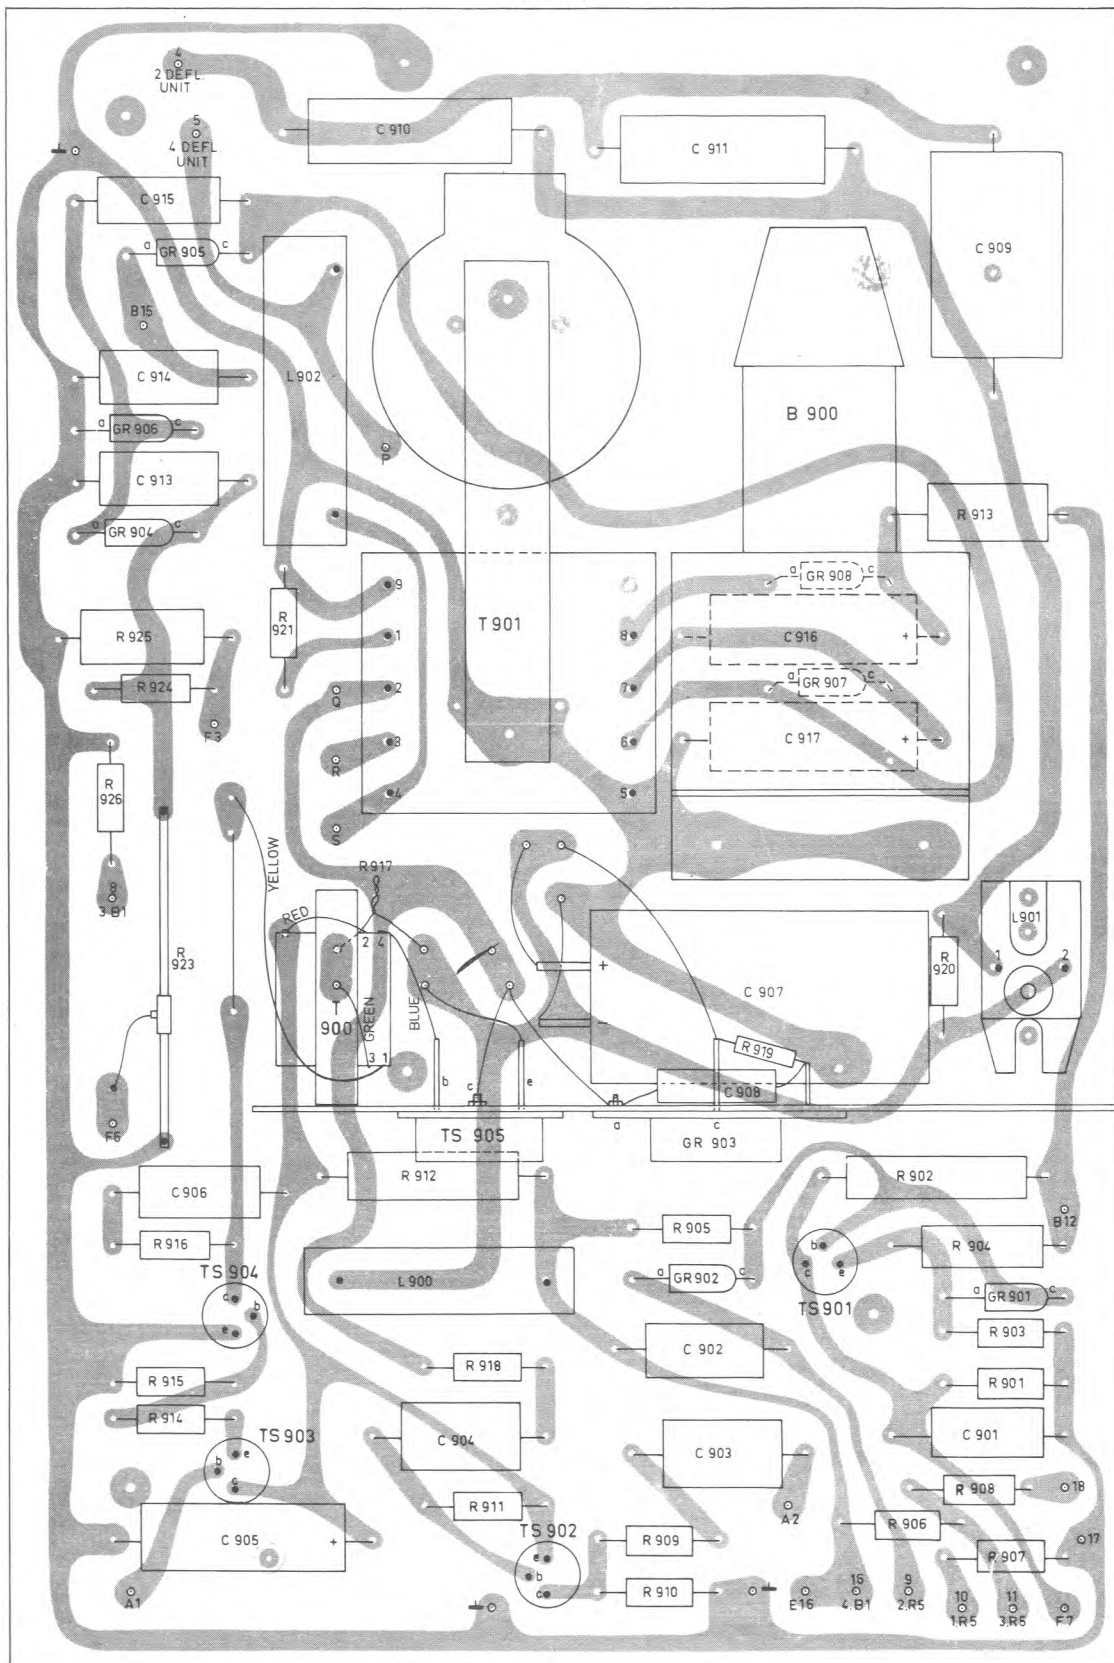 4
2 DEFL.
UNIT
5
4 DEFL
UNIT
C 910
C 911
C 909
C 915
a GR 905 c
B15
C 914
L 902
a GR 906 c
C 913
a GR 904 c
P
B 900
R 913
a GR 908 c
C 916 +
a GR 907 c
C 917 +
T 901
9
1
2
3
4
8
7
6
5
R
921
R 925
R 924
F3
Q
R
S
R
926
8
3 B1
R
923
F6
YELLOW
RED
R 917
2 4
T
900
GREEN
BLUE
3 1
b
c
e
TS 905
+
-
C 907
R 919
C 908
a
c
GR 903
R
920
L901
1
2
C 906
R 916
R 912
R 905
R 902
B12
R 904
b
c
e
TS 901
TS 904
c
b
e
L 900
a GR 902 c
a GR 901 c
R 903
C 902
R 918
R 915
R 914
R 901
C 901
TS 903
e
b
c
C 904
C 903
R 908
18
A2
R 911
R 906
17
C 905 +
TS 902
e
b
c
R 909
R 907
R 910
A1
E16
16
4.B1
9
2.R5
10
1.R5
11
3.R5
F7